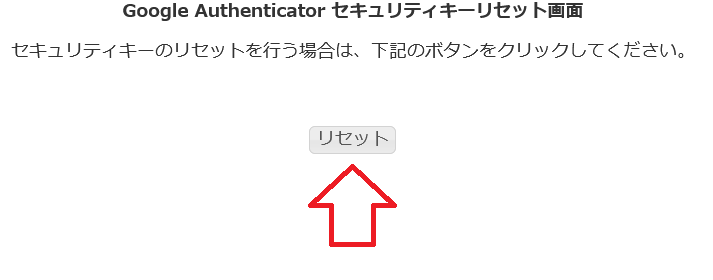 Google Authenticator セキュリティキーリセット画面
セキュリティキーのリセットを行う場合は、下記のボタンをクリックしてください。
リセット